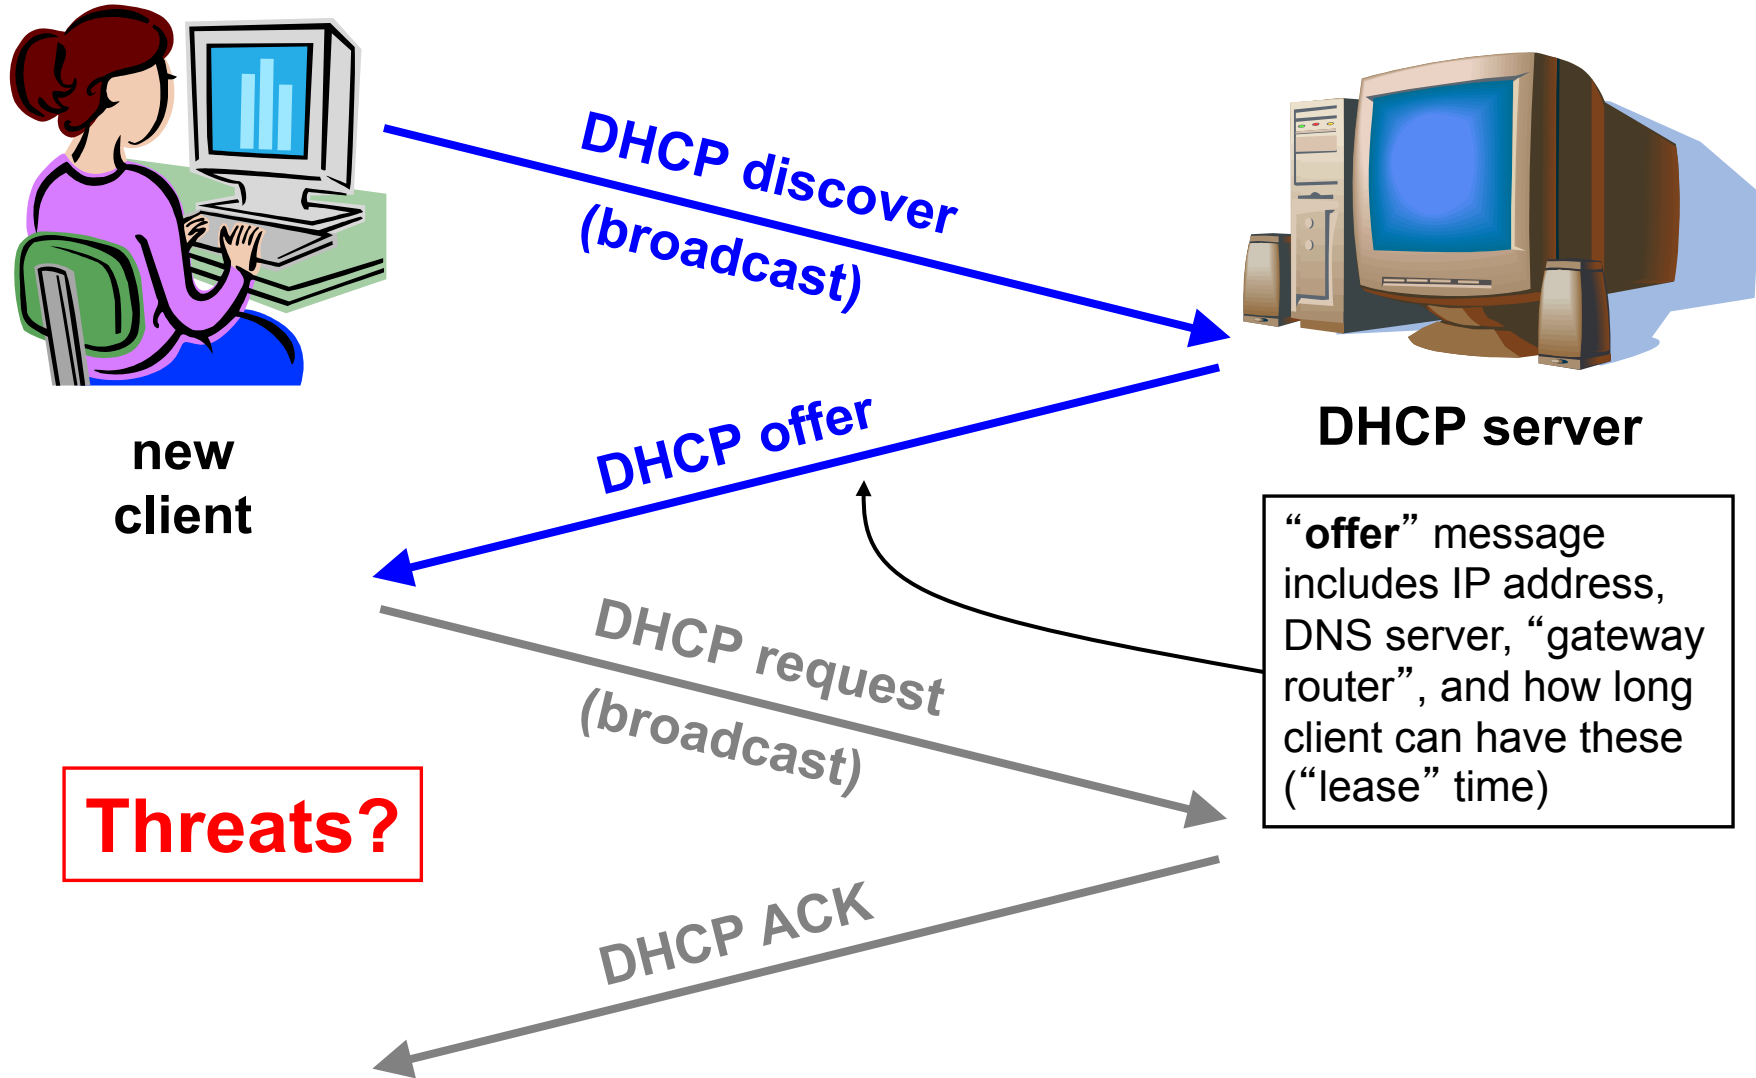 DHCP discover
(broadcast)
DHCP offer
DHCP server
new
client
“offer” message
includes IP address,
DNS server, “gateway
router”, and how long
client can have these
(“lease” time)
DHCP request
(broadcast)
Threats?
DHCP ACK